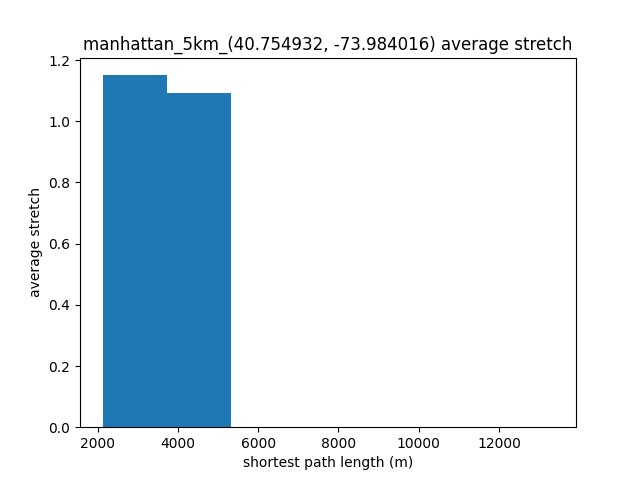 manhattan_5km_(40.754932, -73.984016) average stretch
1.2
1.0
0.8
0.6
0.4
0.2
0.0
average stretch
2000 4000 6000 8000 10000 12000
shortest path length (m)